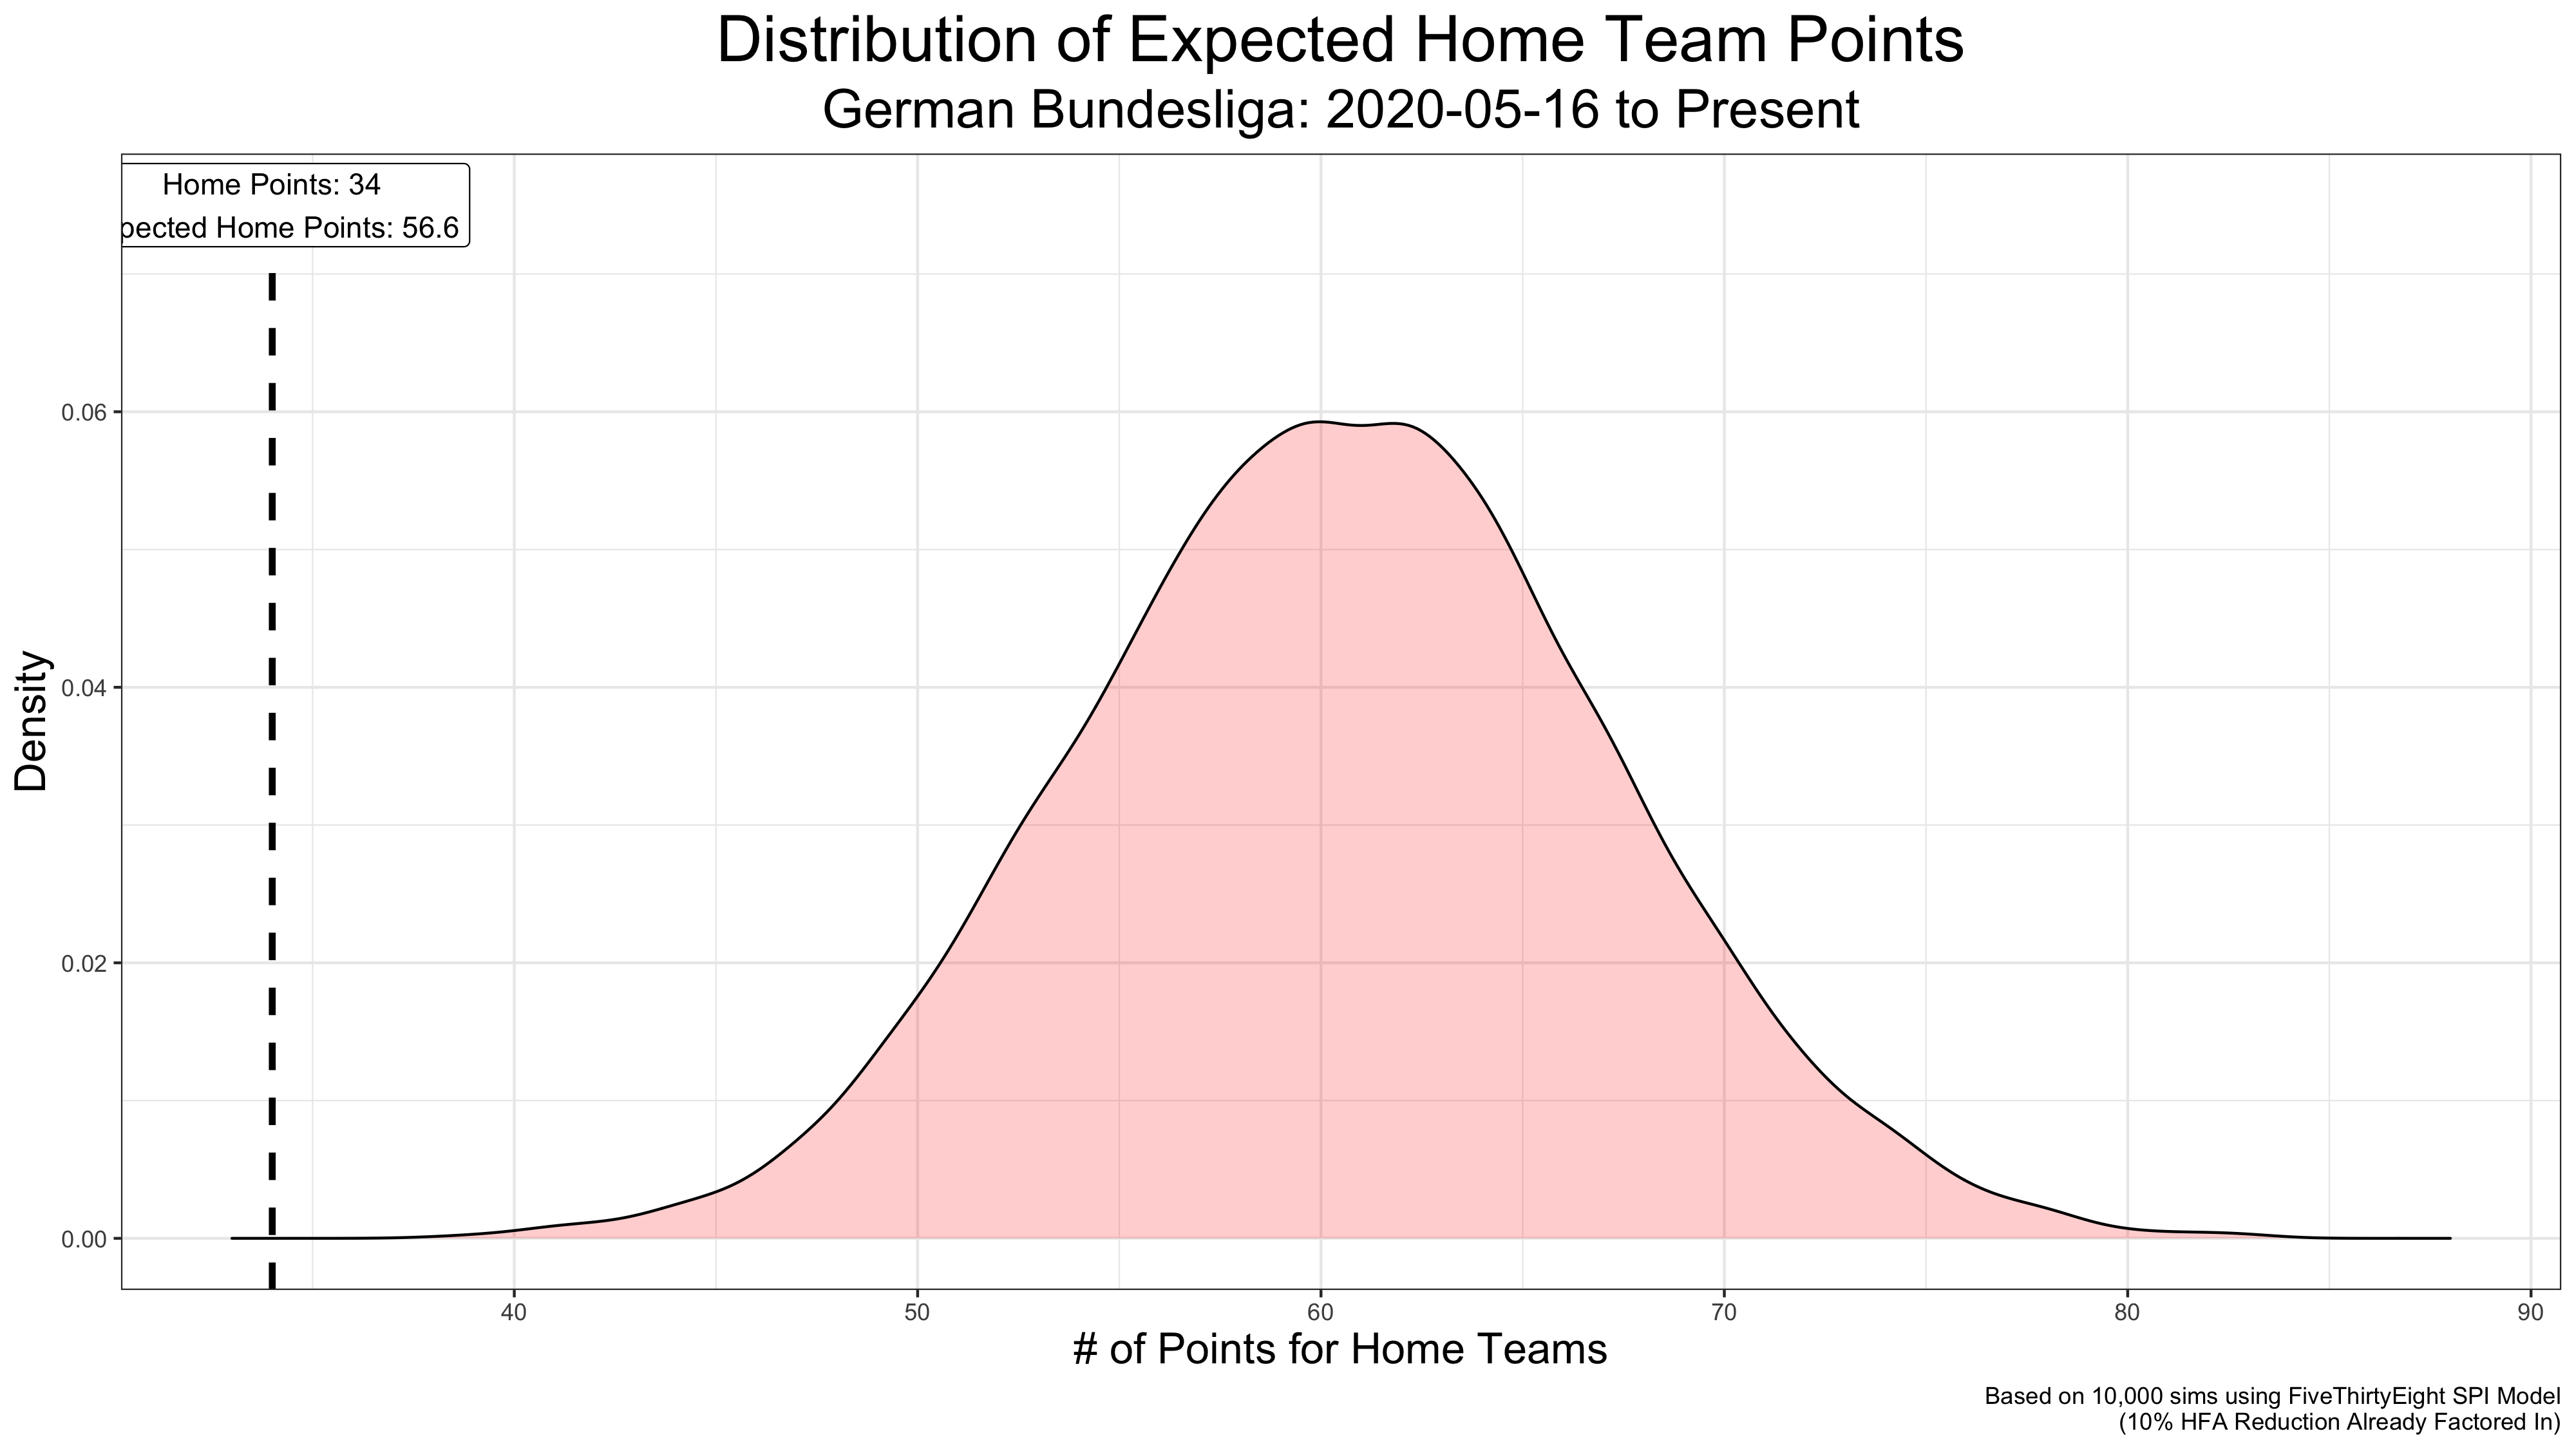 Distribution of Expected Home Team Points
German Bundesliga: 2020-05-16 to Present
Home Points: 34
pected Home Points: 56.6
Density
0.06
0.04
0.02
0.00
40 50 60 70 80 90
# of Points for Home Teams
Based on 10,000 sims using FiveThirtyEight SPI Model
(10% HFA Reduction Already Factored In)